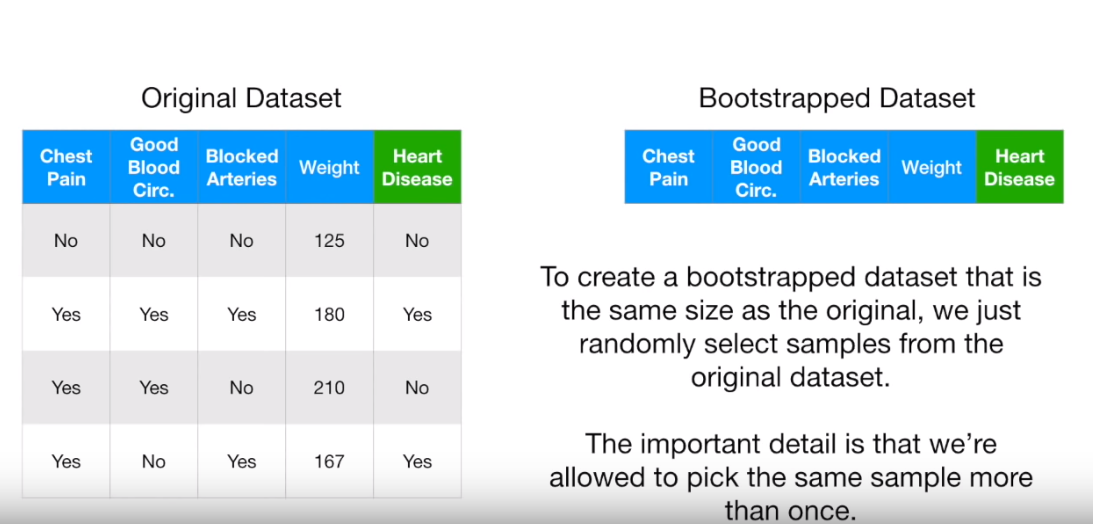 Original Dataset
Chest Pain Good Blood Circ. Blocked Arteries Weight Heart Disease
No No No 125 No
Yes Yes Yes 180 Yes
Yes Yes No 210 No
Yes No Yes 167 Yes
Bootstrapped Dataset
Chest Pain Good Blood Circ. Blocked Arteries Weight Heart Disease
To create a bootstrapped dataset that is
the same size as the original, we just
randomly select samples from the
original dataset.
The important detail is that we’re
allowed to pick the same sample more
than once.